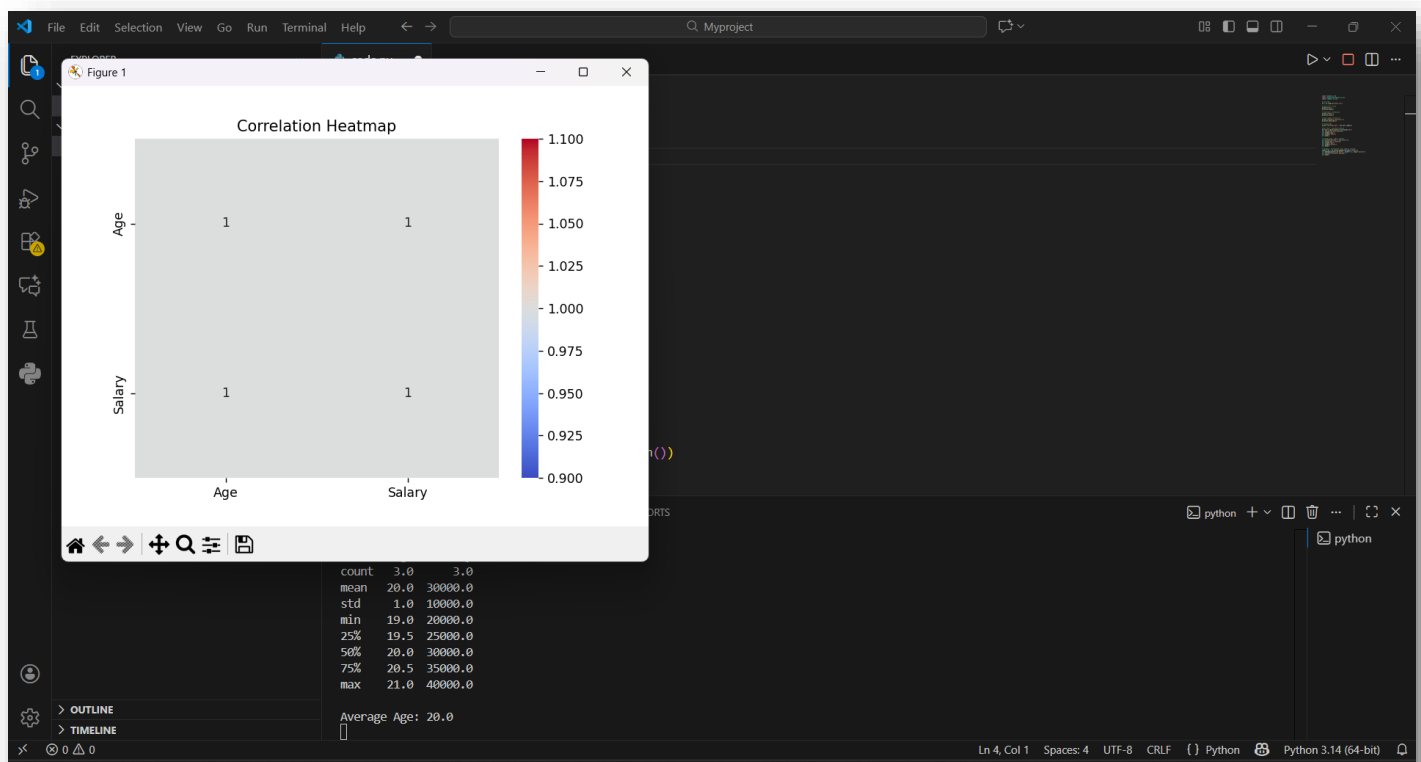 File Edit Selection View Go Run Terminal Help
Myproject
1
Figure 1
Correlation Heatmap
Age
Salary
1 1
1 1
Age Salary
1.100
1.075
1.050
1.025
1.000
0.975
0.950
0.925
0.900
())
python
python
count 3.0 3.0
mean 20.0 30000.0
std 1.0 10000.0
min 19.0 20000.0
25% 19.5 25000.0
50% 20.0 30000.0
75% 20.5 35000.0
max 21.0 40000.0
Average Age: 20.0
OUTLINE
TIMELINE
0 0
Ln 4, Col 1 Spaces: 4 UTF-8 CRLF { } Python Python 3.14 (64-bit)